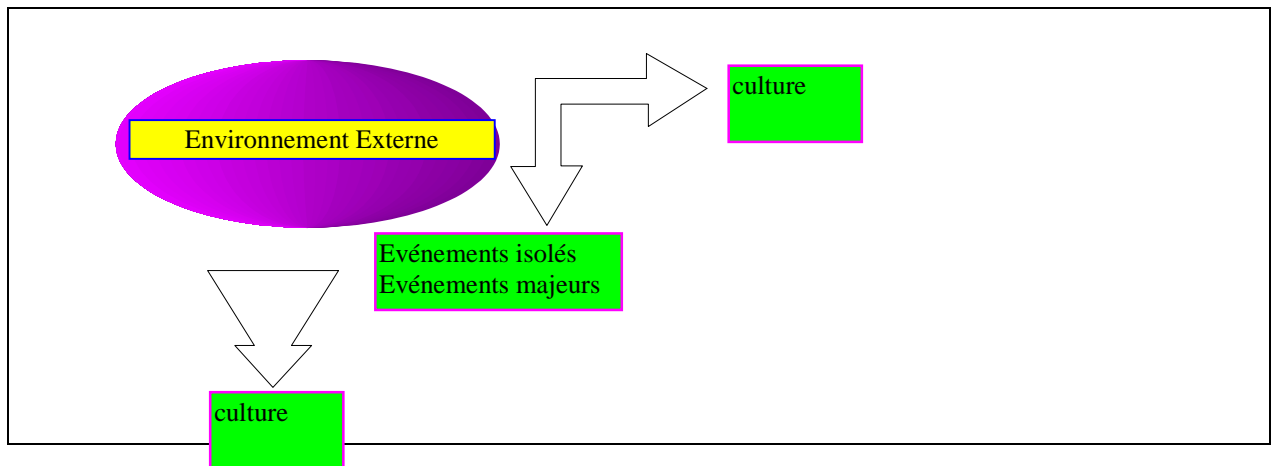 culture
Environnement Externe
Evénements isolés
Evénements majeurs
culture